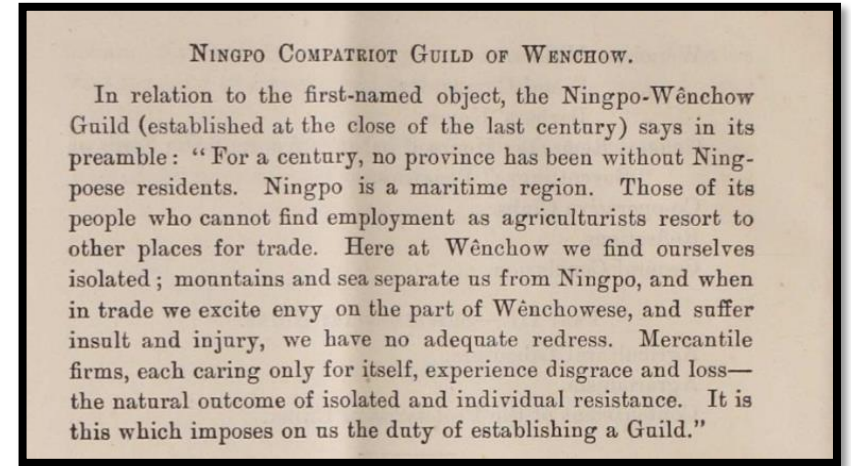 NINGPO COMPATRIOT GUILD OF WENCHOW.
In relation to the first-named object, the Ningpo-Wênchow
Guild (established at the close of the last century) says in its
preamble: “For a century, no province has been without Ning-
poese residents. Ningpo is a maritime region. Those of its
people who cannot find employment as agriculturists resort to
other places for trade. Here at Wênchow we find ourselves
isolated; mountains and sea separate us from Ningpo, and when
in trade we excite envy on the part of Wênchowese, and suffer
insult and injury, we have no adequate redress. Mercantile
firms, each caring only for itself, experience disgrace and loss—
the natural outcome of isolated and individual resistance. It is
this which imposes on us the duty of establishing a Guild.”